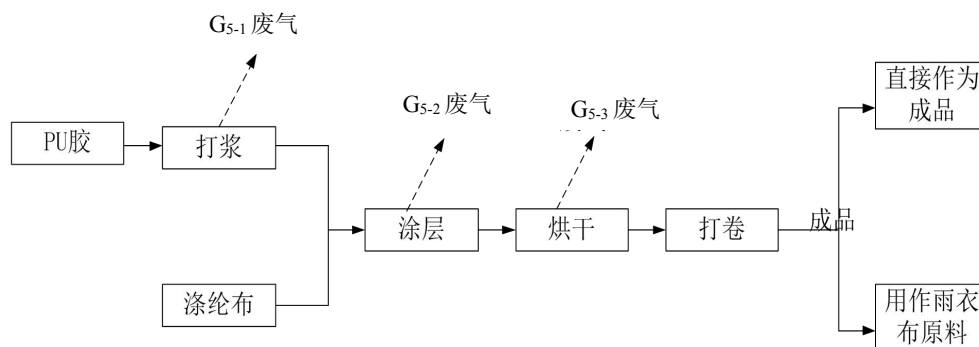 G5-1 废气
G5-2 废气
G5-3 废气
直接作为
成品
PU胶
打浆
涂层
烘干
打卷
成品
涤纶布
用作雨衣
布原料